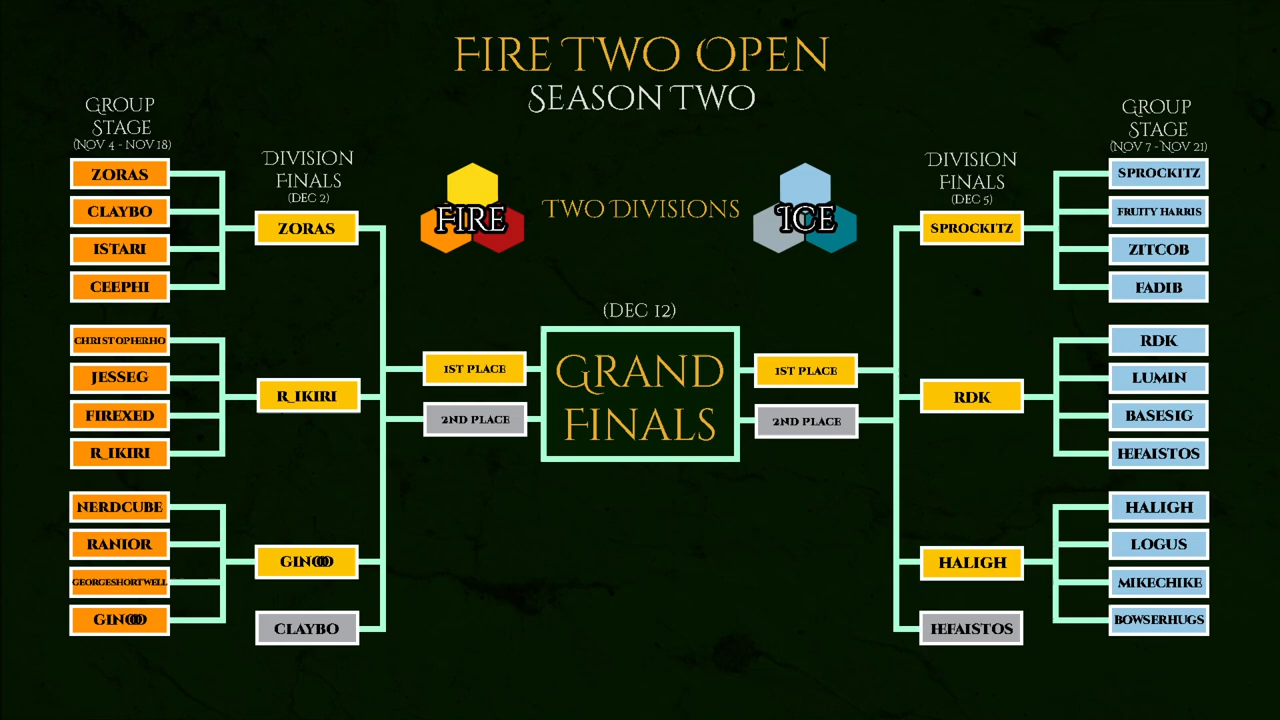 FIRE TWO OPEN
SEASON TWO
GROUP
STAGE
(NOV 4 - NOV 18)
ZORAS
CLAYBO
ISTARI
CEEPHI
CHRISTOPHERHO
JESSEG
FIREXED
R_IKIRI
NERDCUBE
RANIOR
GEORGESHORTWELL
GINOO
DIVISION
FINALS
(DEC 2)
ZORAS
R_IKIRI
GINOO
CLAYBO
FIRE
TWO DIVISIONS
ICE
1ST PLACE
2ND PLACE
(DEC 12)
GRAND
FINALS
1ST PLACE
2ND PLACE
DIVISION
FINALS
(DEC 5)
SPROCKITZ
RDK
HALIGH
HEFAISTOS
GROUP
STAGE
(NOV 7 - NOV 21)
SPROCKITZ
FRUITY HARRIS
ZITCOB
FADIB
RDK
LUMIN
BASESIG
HEFAISTOS
HALIGH
LOGUS
MIKECHIKE
BOWSERHUGS